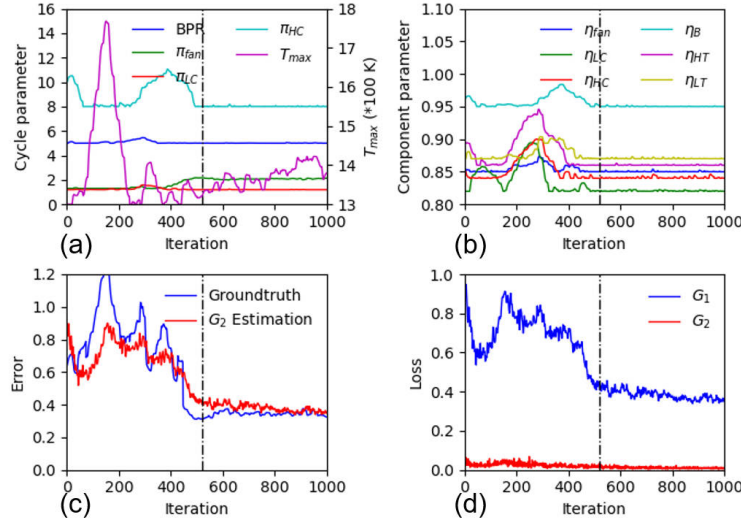 BPR
π_fan
π_LC
π_HC
T_max
Cycle parameter
16
14
12
10
8
6
4
2
0
18
17
16
15
14
13
T_max (*100 K)
0 200 400 600 800 1000
Iteration
(a)
η_fan
η_LC
η_HC
η_B
η_HT
η_LT
Component parameter
1.10
1.05
1.00
0.95
0.90
0.85
0.80
0 200 400 600 800 1000
Iteration
(b)
Groundtruth
G_2 Estimation
Error
1.2
1.0
0.8
0.6
0.4
0.2
0.0
0 200 400 600 800 1000
Iteration
(c)
G_1
G_2
Loss
1.0
0.8
0.6
0.4
0.2
0.0
0 200 400 600 800 1000
Iteration
(d)